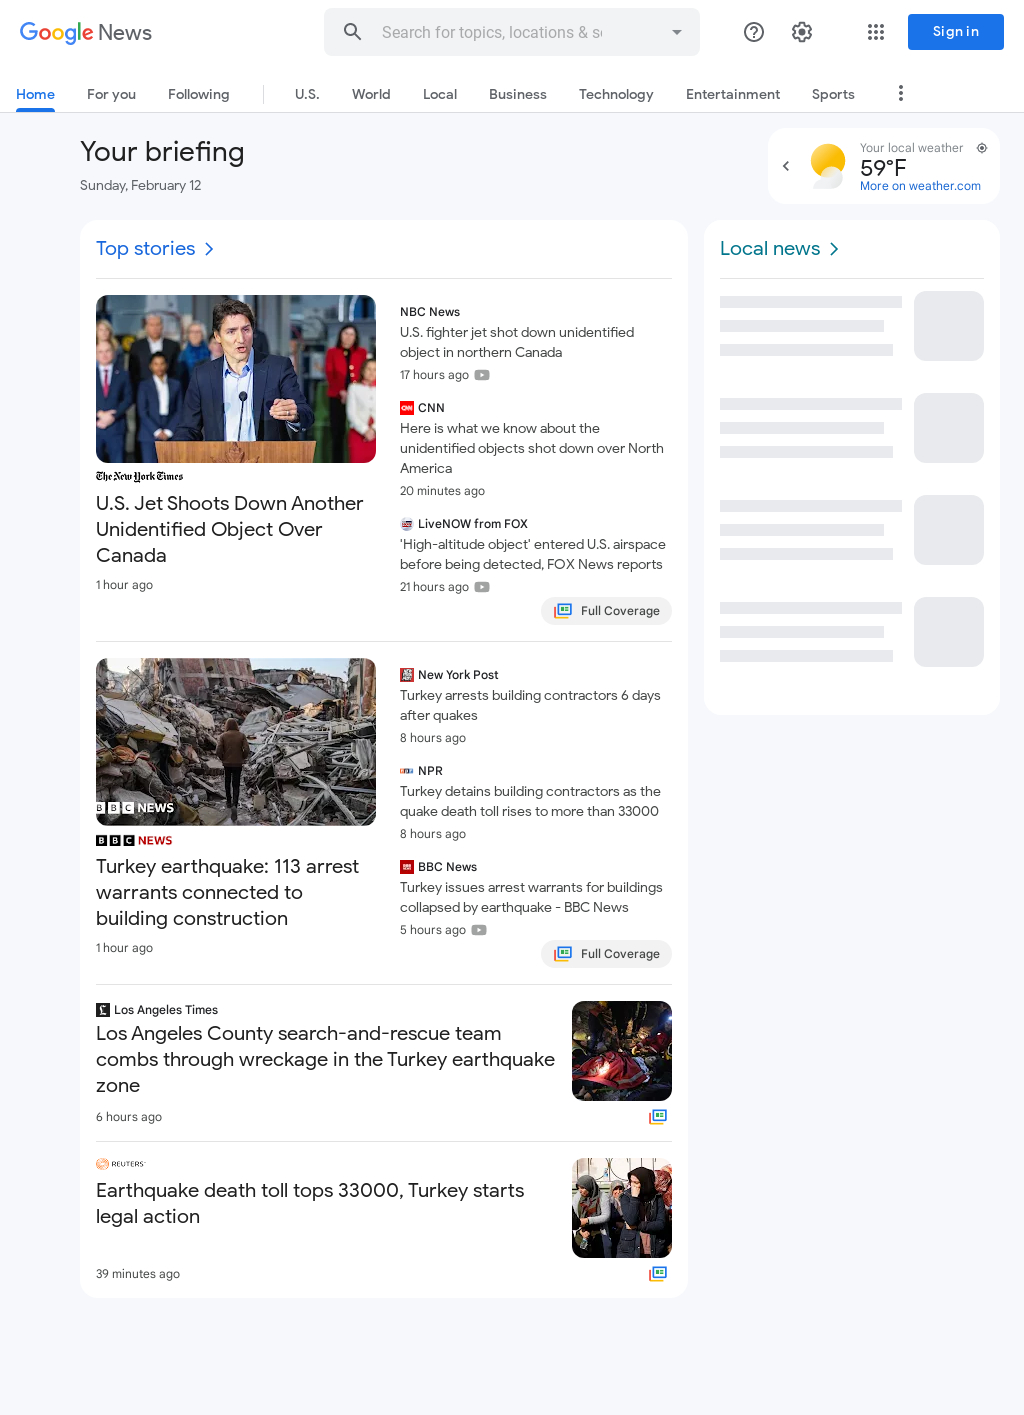 Google News
Search for topics, locations & so
Sign in
Home
For you
Following
U.S.
World
Local
Business
Technology
Entertainment
Sports
Your briefing
Sunday, February 12
Your local weather
59°F
More on weather.com
Top stories
The New York Times
U.S. Jet Shoots Down Another
Unidentified Object Over
Canada
1 hour ago
NBC News
U.S. fighter jet shot down unidentified
object in northern Canada
17 hours ago
CNN
Here is what we know about the
unidentified objects shot down over North
America
20 minutes ago
LiveNOW from FOX
'High-altitude object' entered U.S. airspace
before being detected, FOX News reports
21 hours ago
Full Coverage
BBC NEWS
BBC NEWS
Turkey earthquake: 113 arrest
warrants connected to
building construction
1 hour ago
New York Post
Turkey arrests building contractors 6 days
after quakes
8 hours ago
NPR
Turkey detains building contractors as the
quake death toll rises to more than 33000
8 hours ago
BBC News
Turkey issues arrest warrants for buildings
collapsed by earthquake - BBC News
5 hours ago
Full Coverage
Los Angeles Times
Los Angeles County search-and-rescue team
combs through wreckage in the Turkey earthquake
zone
6 hours ago
REUTERS
Earthquake death toll tops 33000, Turkey starts
legal action
39 minutes ago
Local news